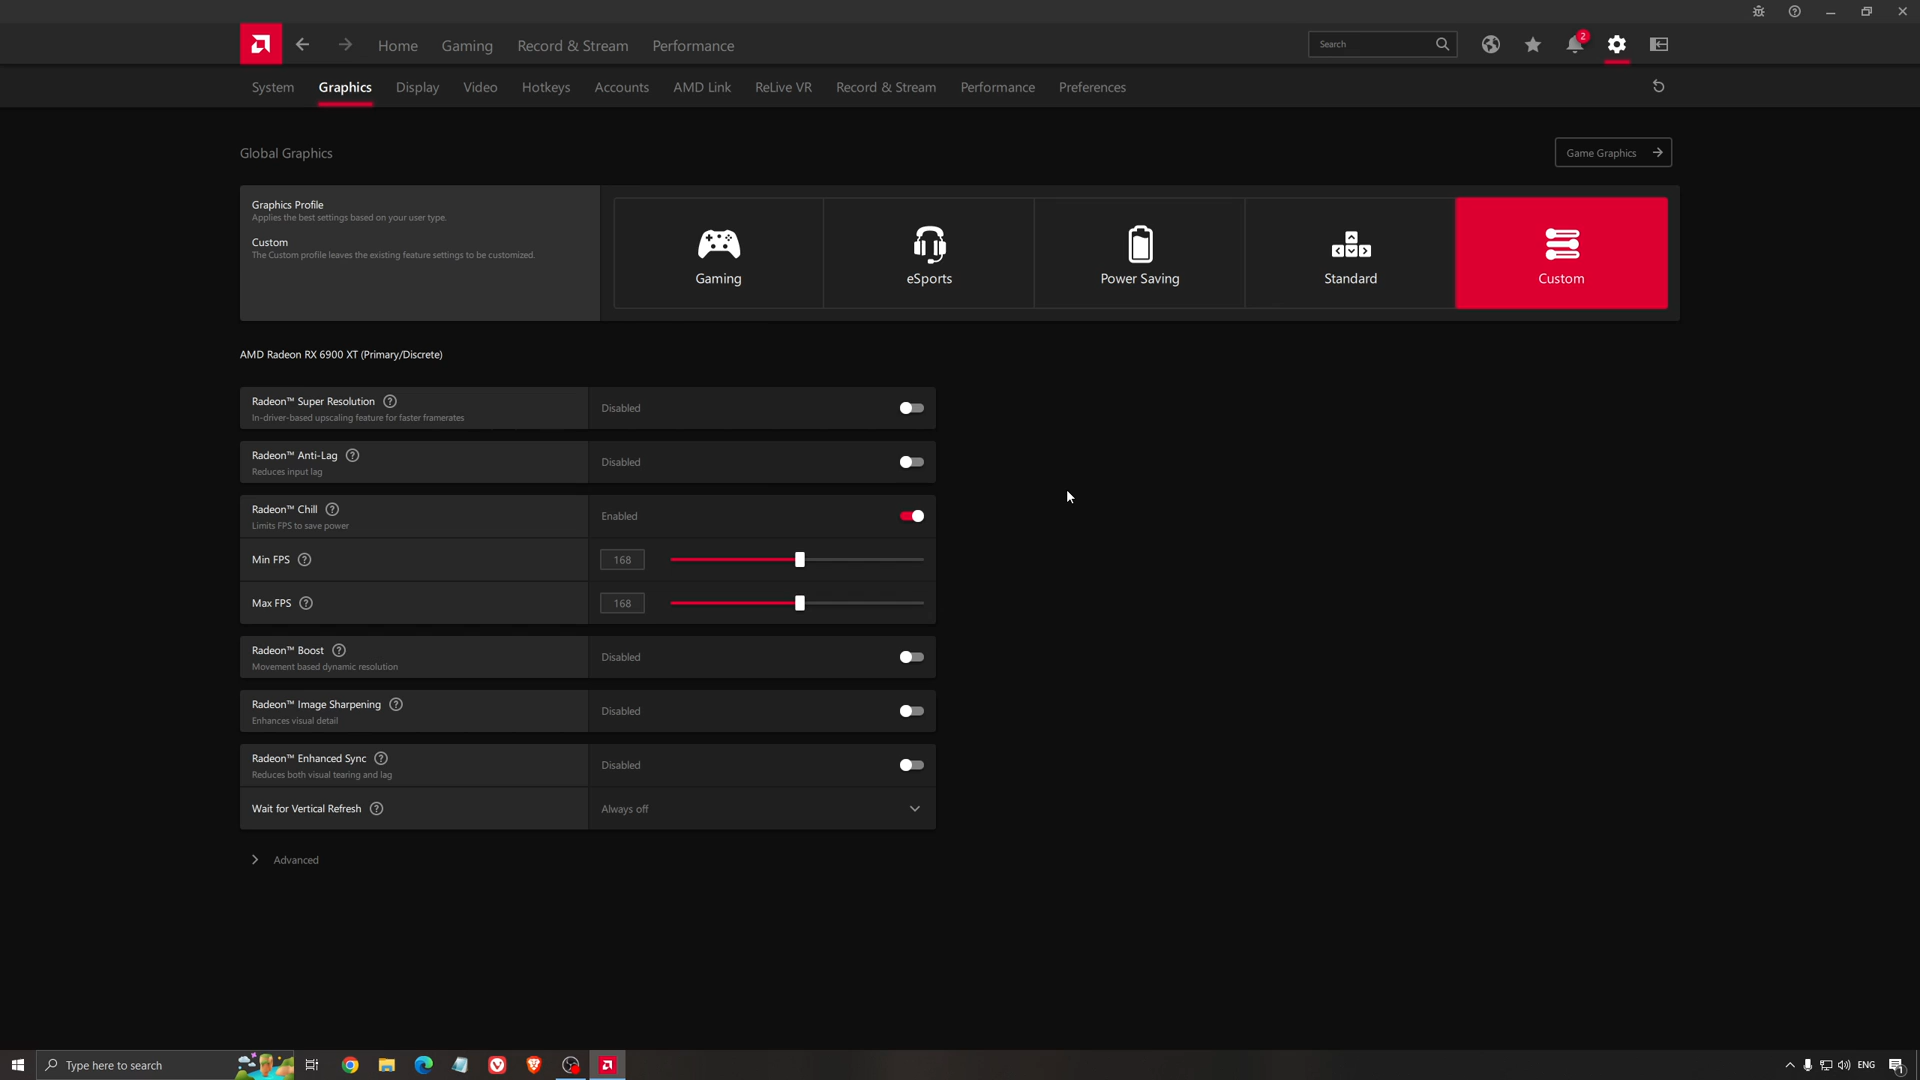 Home Gaming Record & Stream Performance
Search
2
System Graphics Display Video Hotkeys Accounts AMD Link ReLive VR Record & Stream Performance Preferences
Global Graphics
Game Graphics
Graphics Profile
Applies the best settings based on your user type.
Custom
The Custom profile leaves the existing feature settings to be customized.
Gaming
eSports
Power Saving
Standard
Custom
AMD Radeon RX 6900 XT (Primary/Discrete)
Radeon™ Super Resolution
In-driver-based upscaling feature for faster framerates
Disabled
Radeon™ Anti-Lag
Reduces input lag
Disabled
Radeon™ Chill
Limits FPS to save power
Enabled
Min FPS
168
Max FPS
168
Radeon™ Boost
Movement based dynamic resolution
Disabled
Radeon™ Image Sharpening
Enhances visual detail
Disabled
Radeon™ Enhanced Sync
Reduces both visual tearing and lag
Disabled
Wait for Vertical Refresh
Always off
Advanced
Type here to search
ENG
1